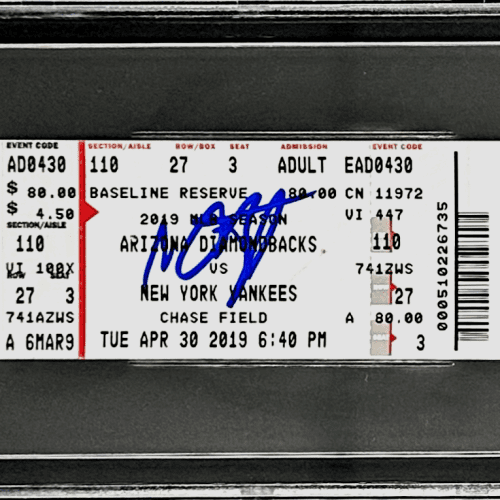 EVENT CODE SECTION/AISLE ROW/BOX SEAT ADMISSION EVENT CODE
AD0430 110 27 3 ADULT EAD0430
$ 80.00 BASELINE RESERVE 80.00 CN 11972
$ 4.50 2019 MLB SEASON VI 447
SECTION/AISLE
110 ARIZONA DIAMONDBACKS 110
VI 100X VS 741ZWS
ROW SEAT
27 3 NEW YORK YANKEES 27
741AZWS CHASE FIELD A 80.00
A 6MAR9 TUE APR 30 2019 6:40 PM 3
000510226735